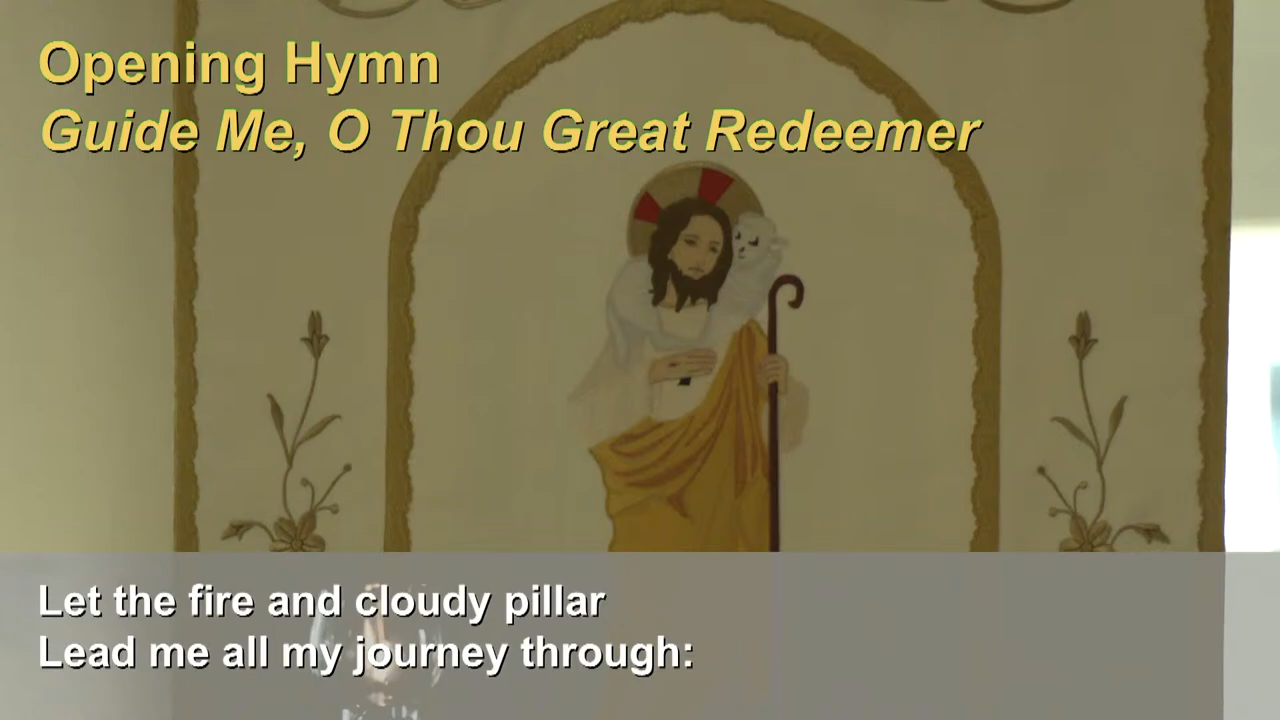 Opening Hymn
Guide Me, O Thou Great Redeemer
Let the fire and cloudy pillar
Lead me all my journey through: